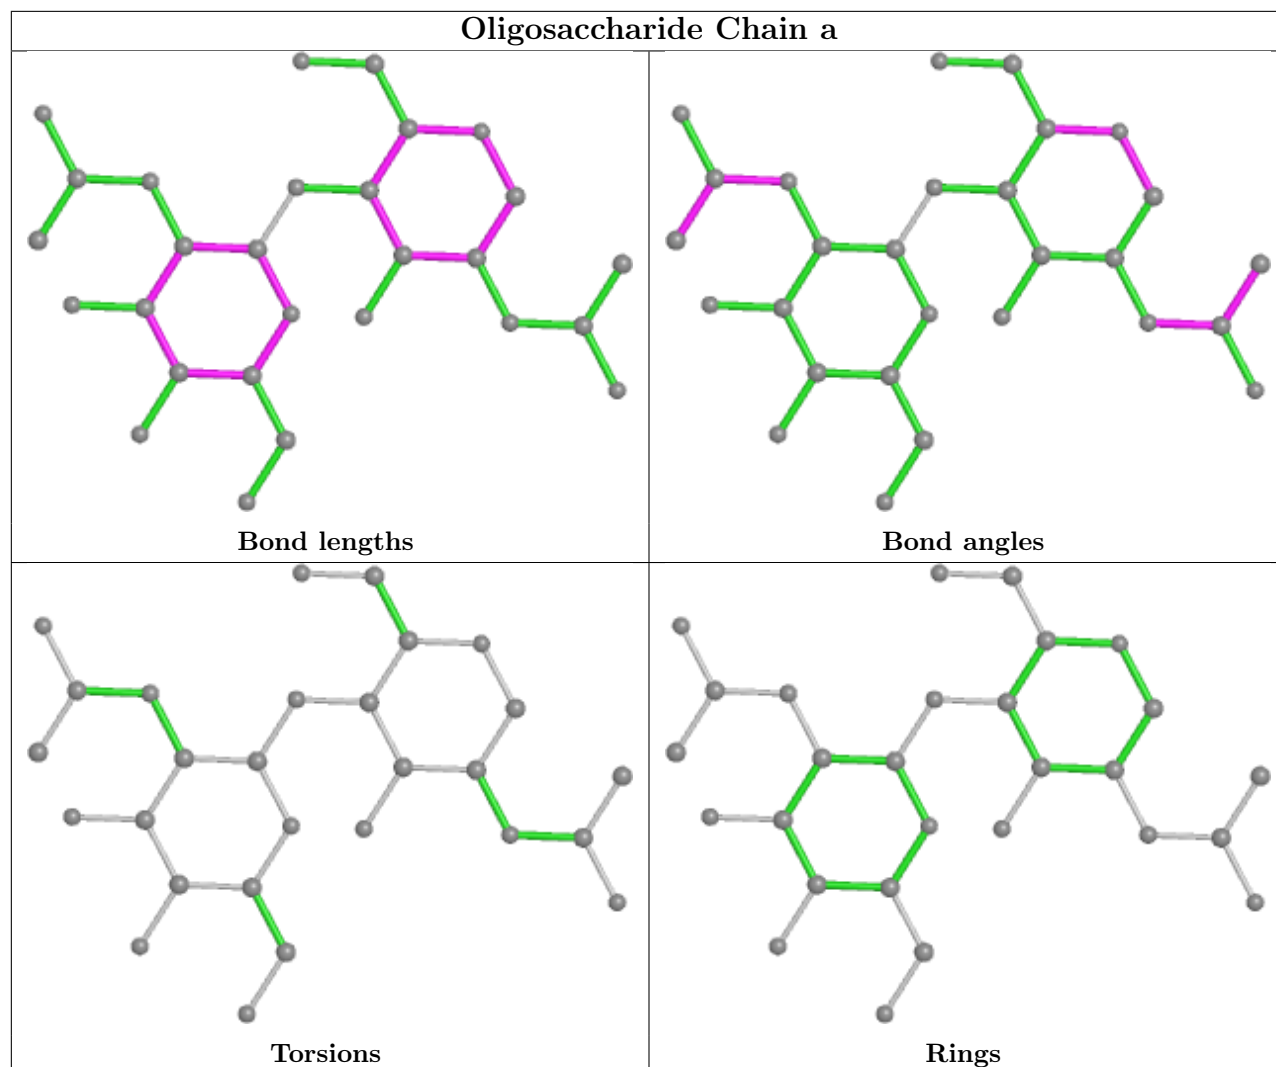 Oligosaccharide Chain a
Bond lengths
Bond angles
Torsions
Rings